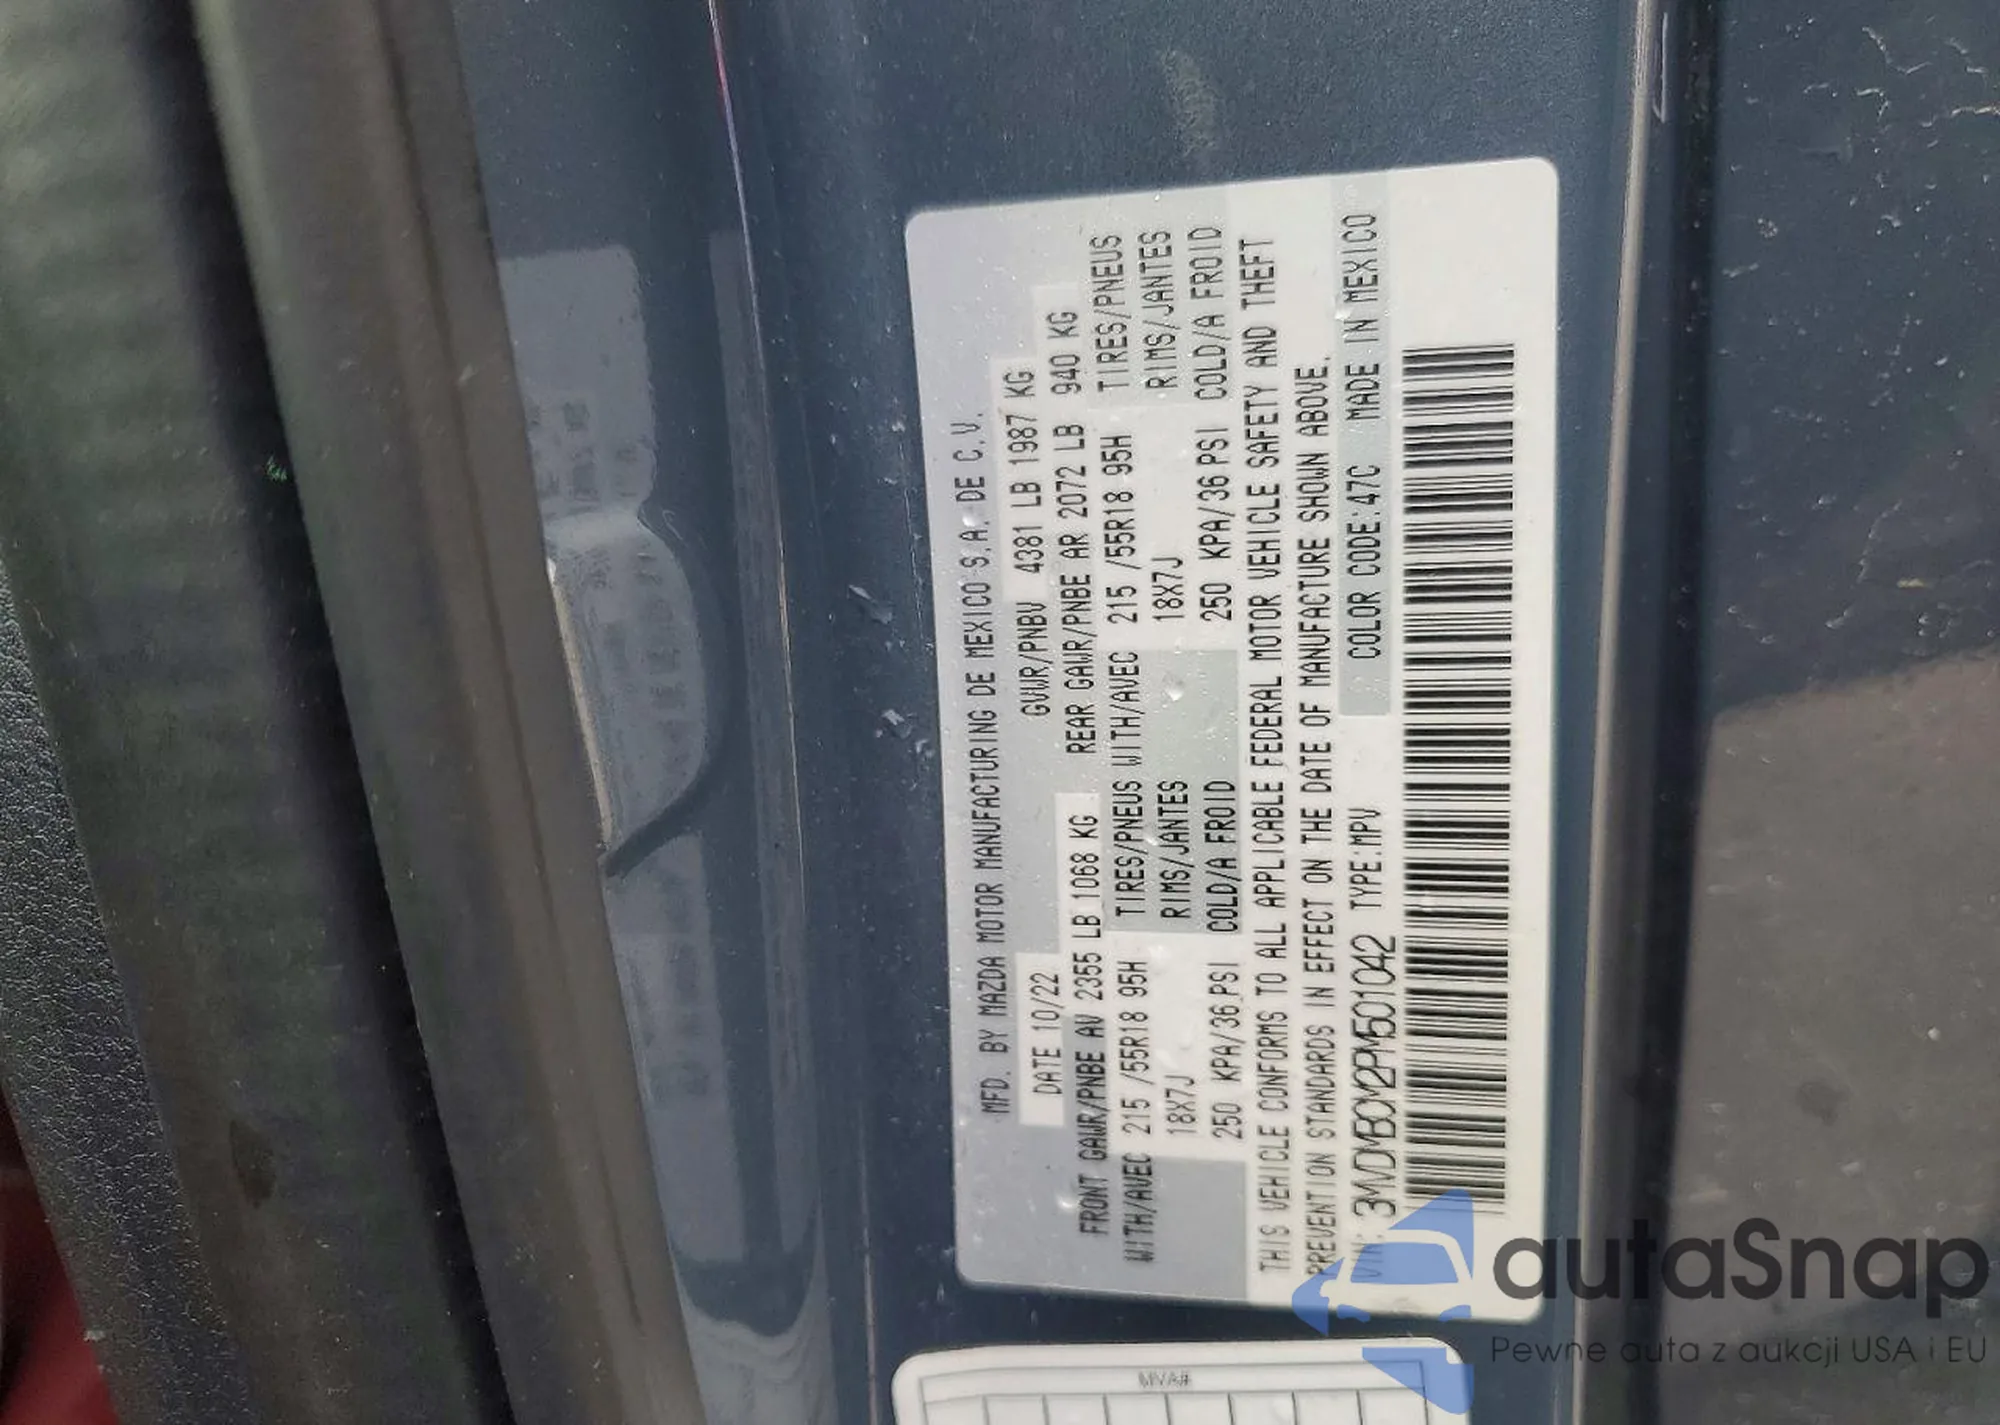 MFD. BY MAZDA MOTOR MANUFACTURING DE MEXICO S.A. DE C.V.
DATE 10/22 GVWR/PNBV 4381 LB 1987 KG
FRONT GAWR/PNBE AV 2355 LB 1068 KG REAR GAWR/PNBE AR 2072 LB 940 KG
WITH/AVEC 215 /55R18 95H TIRES/PNEUS WITH/AVEC 215 /55R18 95H TIRES/PNEUS
18X7J RIMS/JANTES 18X7J RIMS/JANTES
250 KPA/36 PSI COLD/A FROID 250 KPA/36 PSI COLD/A FROID
THIS VEHICLE CONFORMS TO ALL APPLICABLE FEDERAL MOTOR VEHICLE SAFETY AND THEFT
PREVENTION STANDARDS IN EFFECT ON THE DATE OF MANUFACTURE SHOWN ABOVE.
VIN: 3MVDMBCM2PM501042 TYPE:MPV COLOR CODE:47C MADE IN MEXICO
autaSnap
Pewne auta z aukcji USA i EU